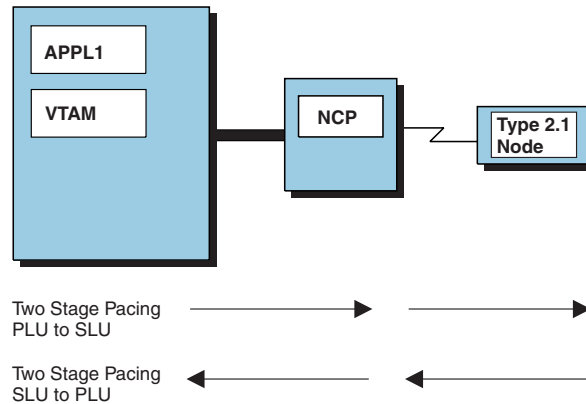 APPL1
VTAM
NCP
Type 2.1
Node
Two Stage Pacing
PLU to SLU
Two Stage Pacing
SLU to PLU